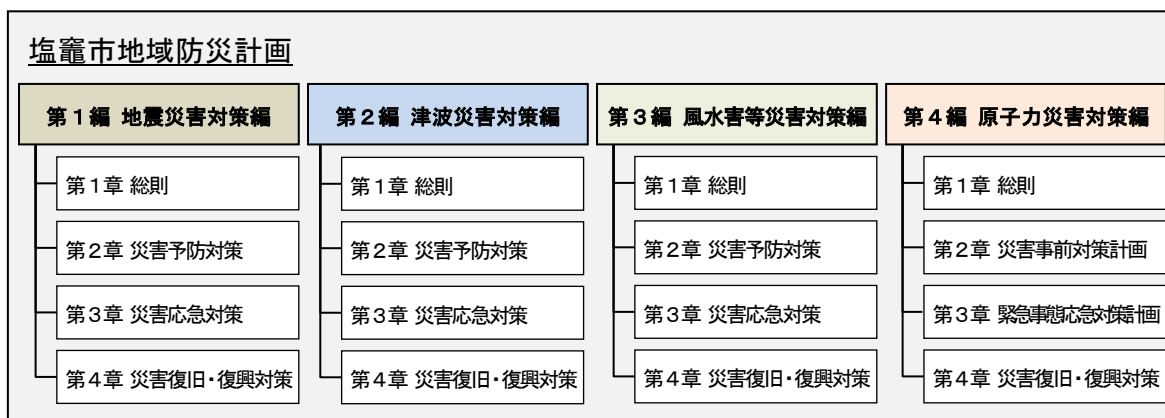 塩竈市地域防災計画
第1編 地震災害対策編
第1章 総則
第2章 災害予防対策
第3章 災害応急対策
第4章 災害復旧・復興対策
第2編 津波災害対策編
第1章 総則
第2章 災害予防対策
第3章 災害応急対策
第4章 災害復旧・復興対策
第3編 風水害等災害対策編
第1章 総則
第2章 災害予防対策
第3章 災害応急対策
第4章 災害復旧・復興対策
第4編 原子力災害対策編
第1章 総則
第2章 災害事前対策計画
第3章 緊急事態応急対策計画
第4章 災害復旧・復興対策